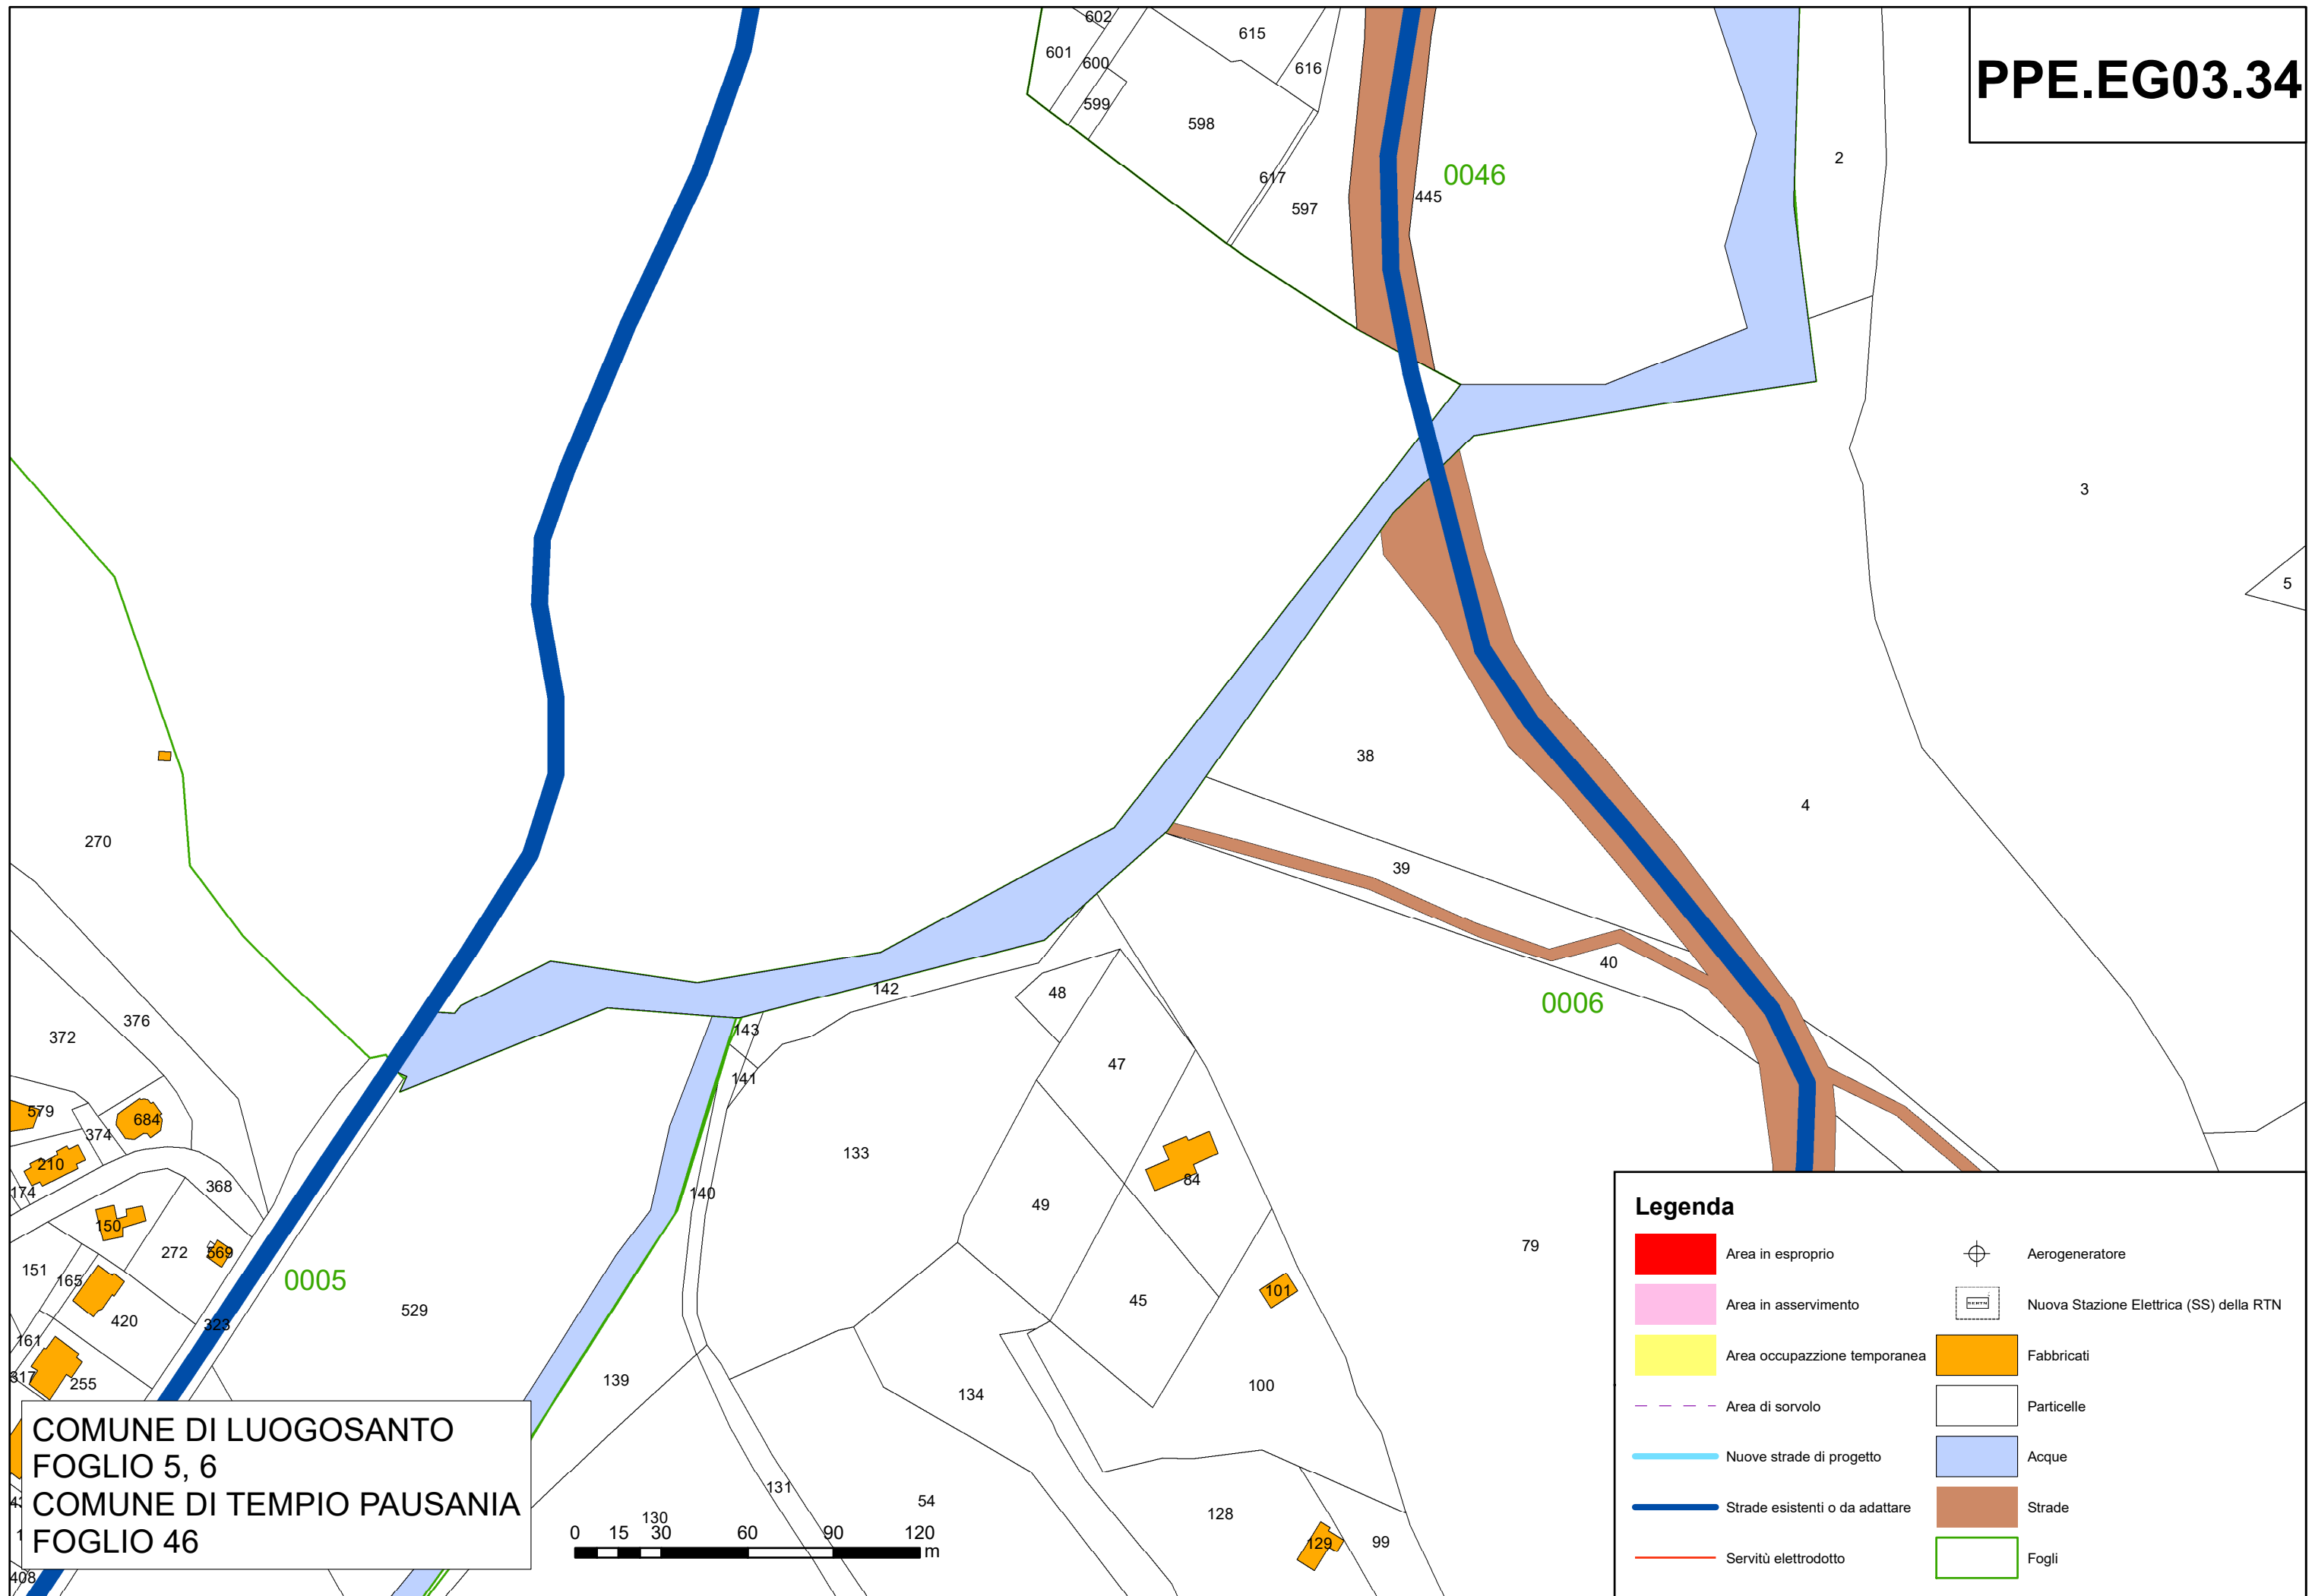 PPE.EG03.34
602
601
600
599
615
616
598
617
597
445
0046
2
3
5
38
4
39
40
0006
270
376
372
579
684
374
210
174
368
150
272
569
151
165
420
323
161
317
255
0005
529
142
143
141
140
133
139
48
47
49
84
45
101
79
134
100
131
130
54
128
129
99
408
COMUNE DI LUOGOSANTO
FOGLIO 5, 6
COMUNE DI TEMPIO PAUSANIA
FOGLIO 46
0 15 30 60 90 120
m
Legenda
Area in esproprio
Area in asservimento
Area occupazzione temporanea
Area di sorvolo
Nuove strade di progetto
Strade esistenti o da adattare
Servitù elettrodotto
Aerogeneratore
Nuova Stazione Elettrica (SS) della RTN
Fabbricati
Particelle
Acque
Strade
Fogli